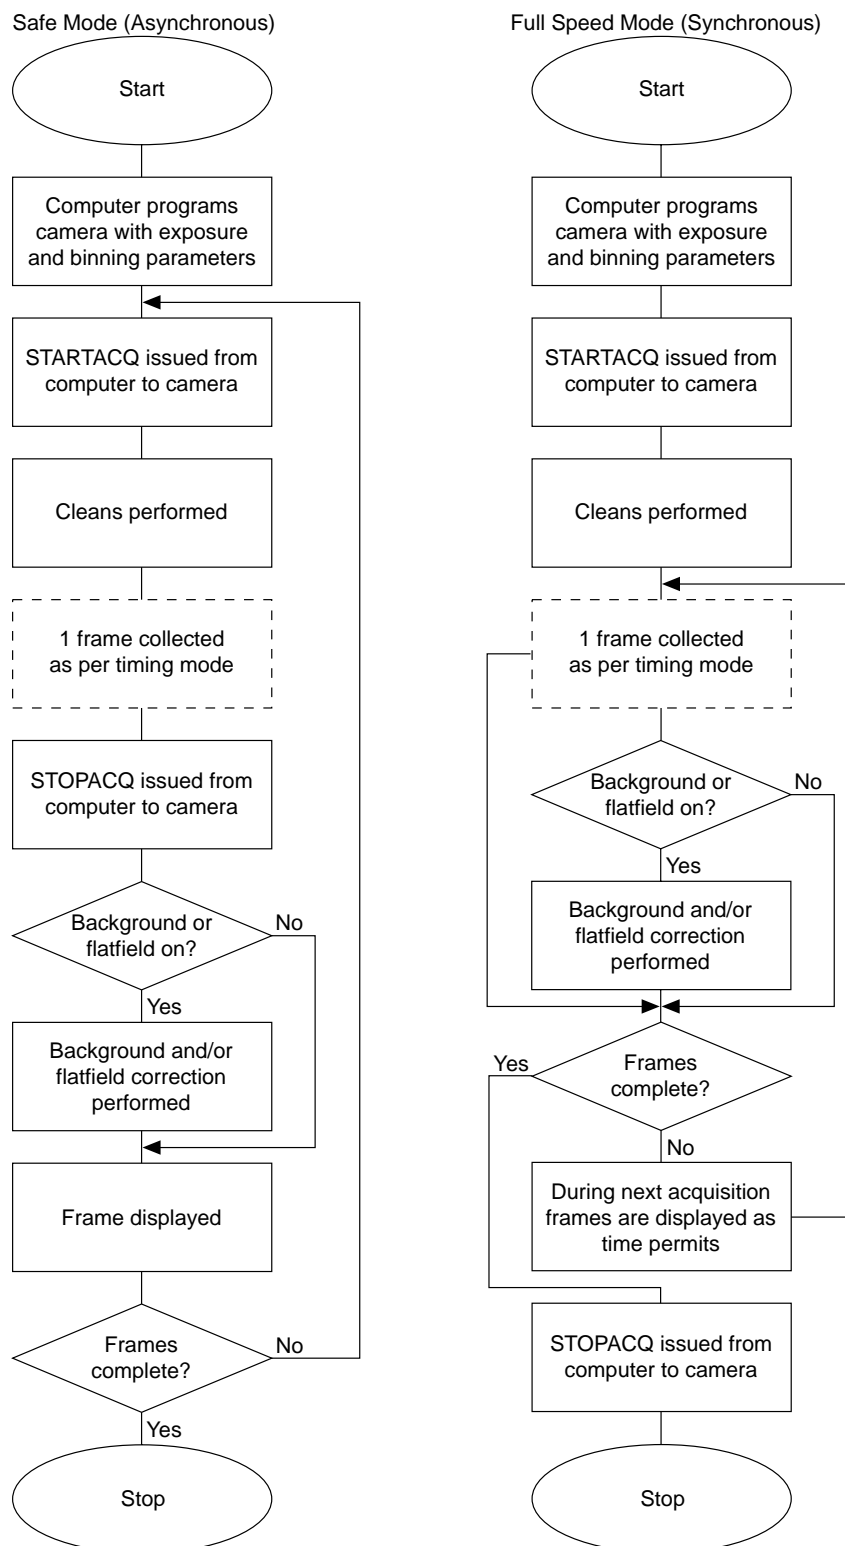 Safe Mode (Asynchronous)
Start
Computer programs
camera with exposure
and binning parameters
STARTACQ issued from
computer to camera
Cleans performed
1 frame collected
as per timing mode
STOPACQ issued from
computer to camera
Background or
flatfield on?
No
Yes
Background and/or
flatfield correction
performed
Frame displayed
Frames
complete?
No
Yes
Stop
Full Speed Mode (Synchronous)
Start
Computer programs
camera with exposure
and binning parameters
STARTACQ issued from
computer to camera
Cleans performed
1 frame collected
as per timing mode
Background or
flatfield on?
No
Yes
Background and/or
flatfield correction
performed
Yes
Frames
complete?
No
During next acquisition
frames are displayed as
time permits
STOPACQ issued from
computer to camera
Stop